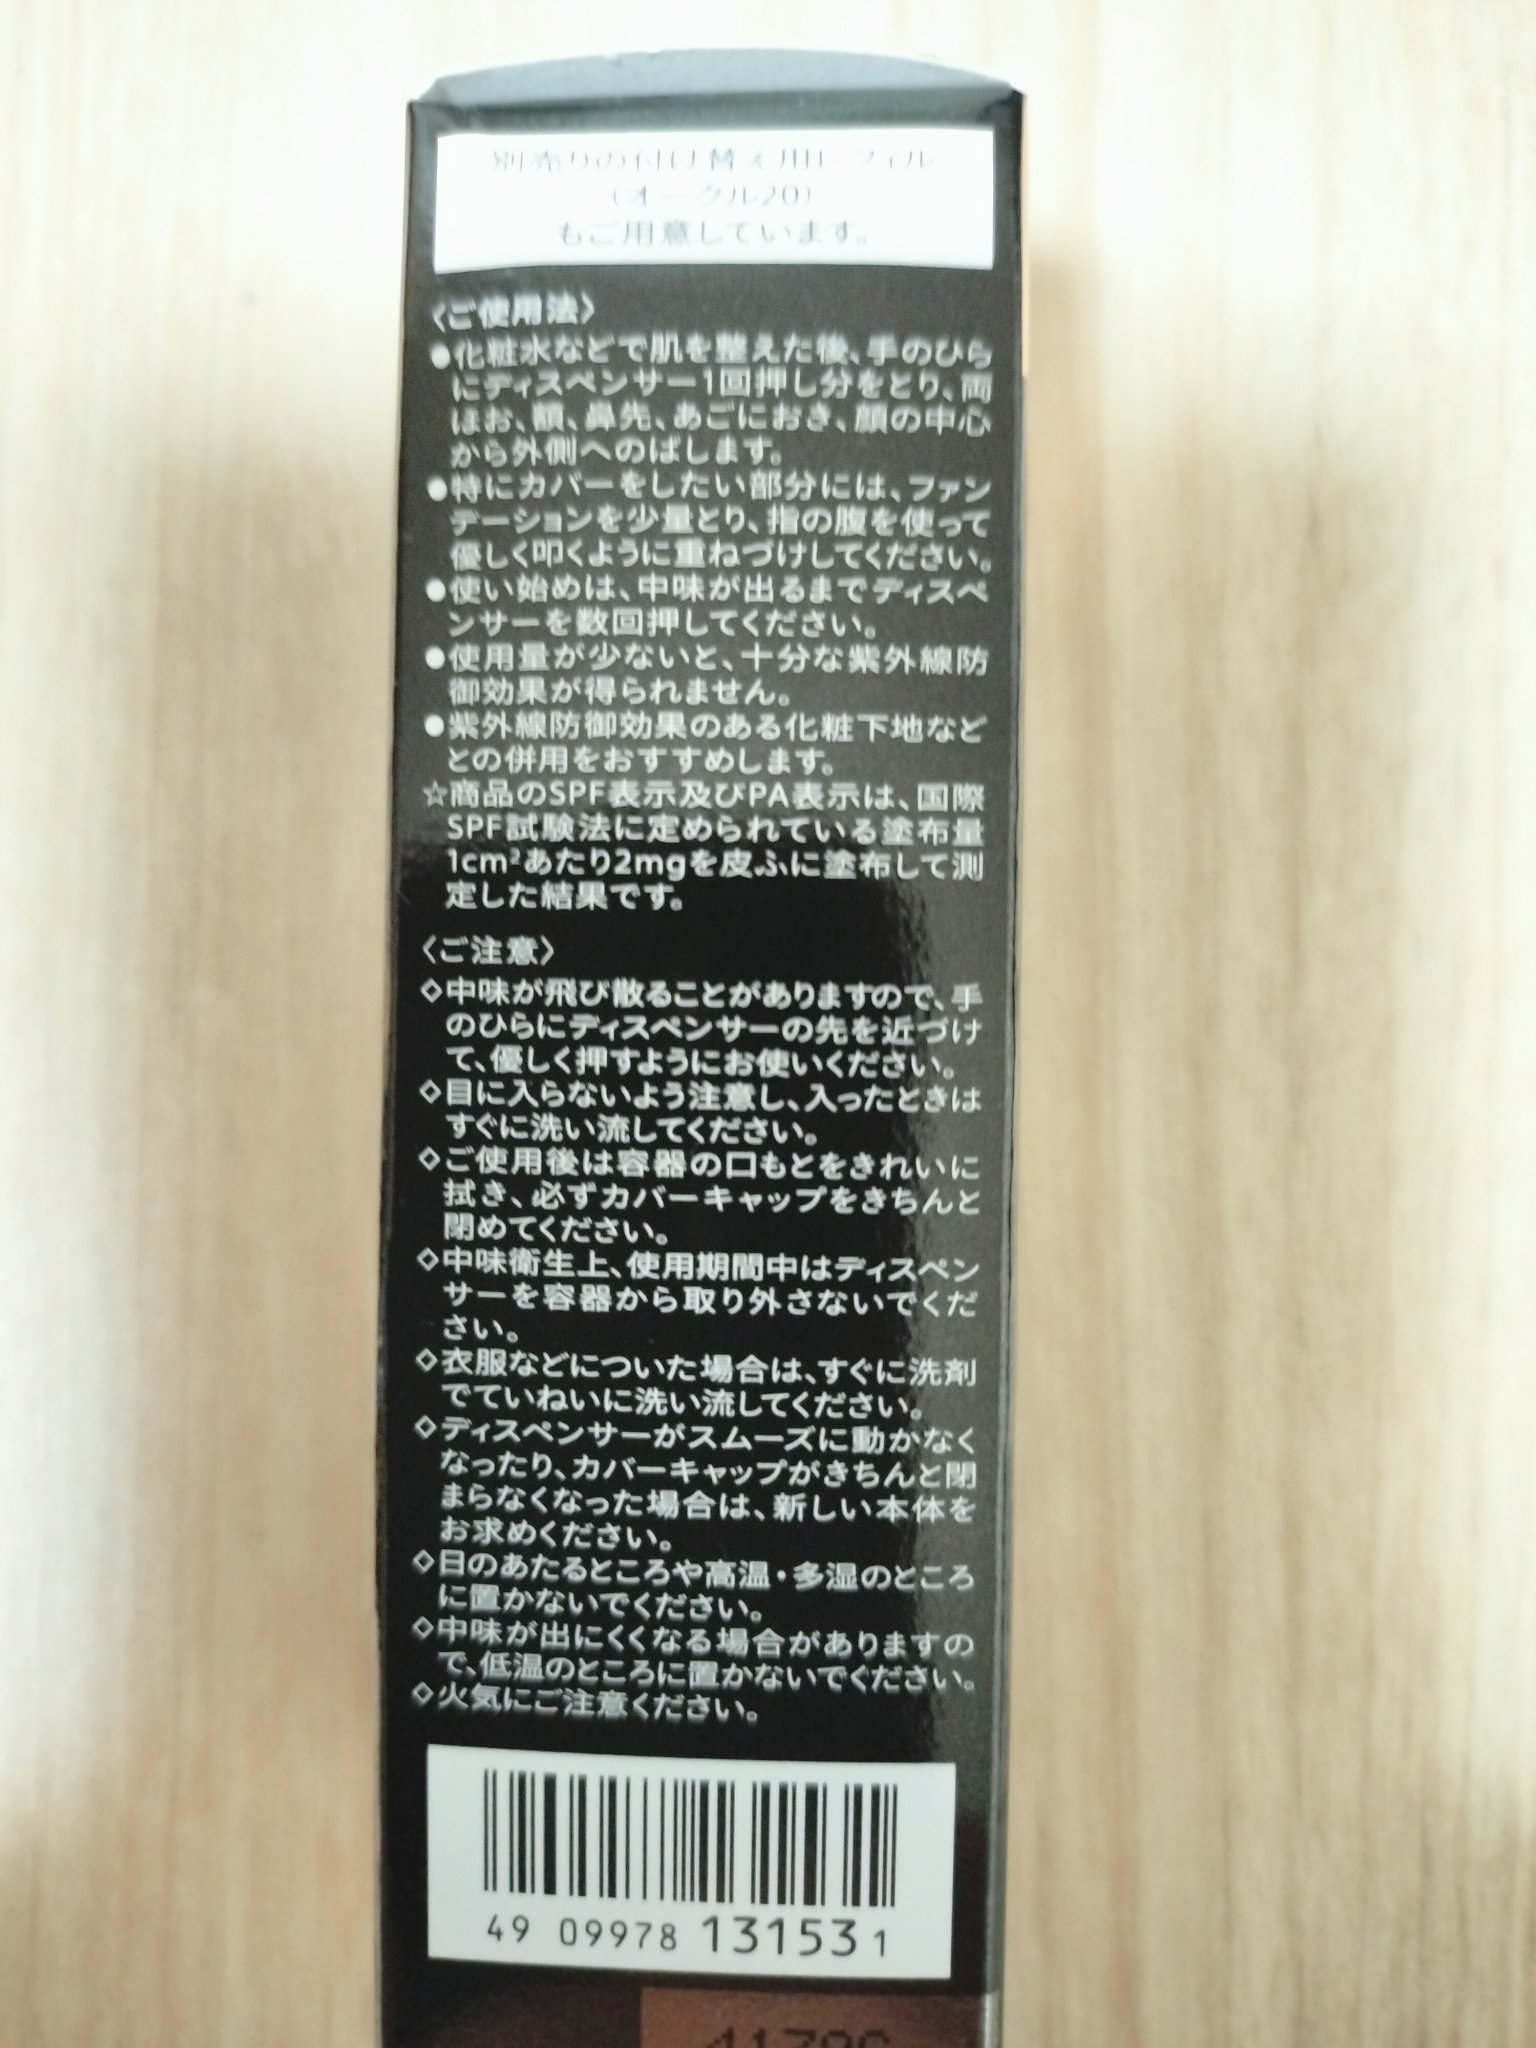 別売りの付け替え用レフィル
(オークル20)
もご用意しています。
〈ご使用法〉
●化粧水などで肌を整えた後、手のひら
にディスペンサー1回押し分をとり、両
ほお、額、鼻先、あごにおき、顔の中心
から外側へのばします。
●特にカバーをしたい部分には、ファン
デーションを少量とり、指の腹を使って
優しく叩くように重ねづけしてください。
●使い始めは、中味が出るまでディスペ
ンサーを数回押してください。
●使用量が少ないと、十分な紫外線防
御効果が得られません。
●紫外線防御効果のある化粧下地など
との併用をおすすめします。
☆商品のSPF表示及びPA表示は、国際
SPF試験法に定められている塗布量
1cm²あたり2mgを皮ふに塗布して測
定した結果です。
〈ご注意〉
◇中味が飛び散ることがありますので、手
のひらにディスペンサーの先を近づけ
て、優しく押すようにお使いください。
◇目に入らないよう注意し、入ったときは
すぐに洗い流してください。
◇ご使用後は容器の口もとをきれいに
拭き、必ずカバーキャップをきちんと
閉めてください。
◇中味衛生上、使用期間中はディスペン
サーを容器から取り外さないでくだ
さい。
◇衣服などについた場合は、すぐに洗剤
でていねいに洗い流してください。
◇ディスペンサーがスムーズに動かなく
なったり、カバーキャップがきちんと閉
まらなくなった場合は、新しい本体を
お求めください。
◇日のあたるところや高温・多湿のところ
に置かないでください。
◇中味が出にくくなる場合がありますの
で、低温のところに置かないでください。
◇火気にご注意ください。
49 09978 131531